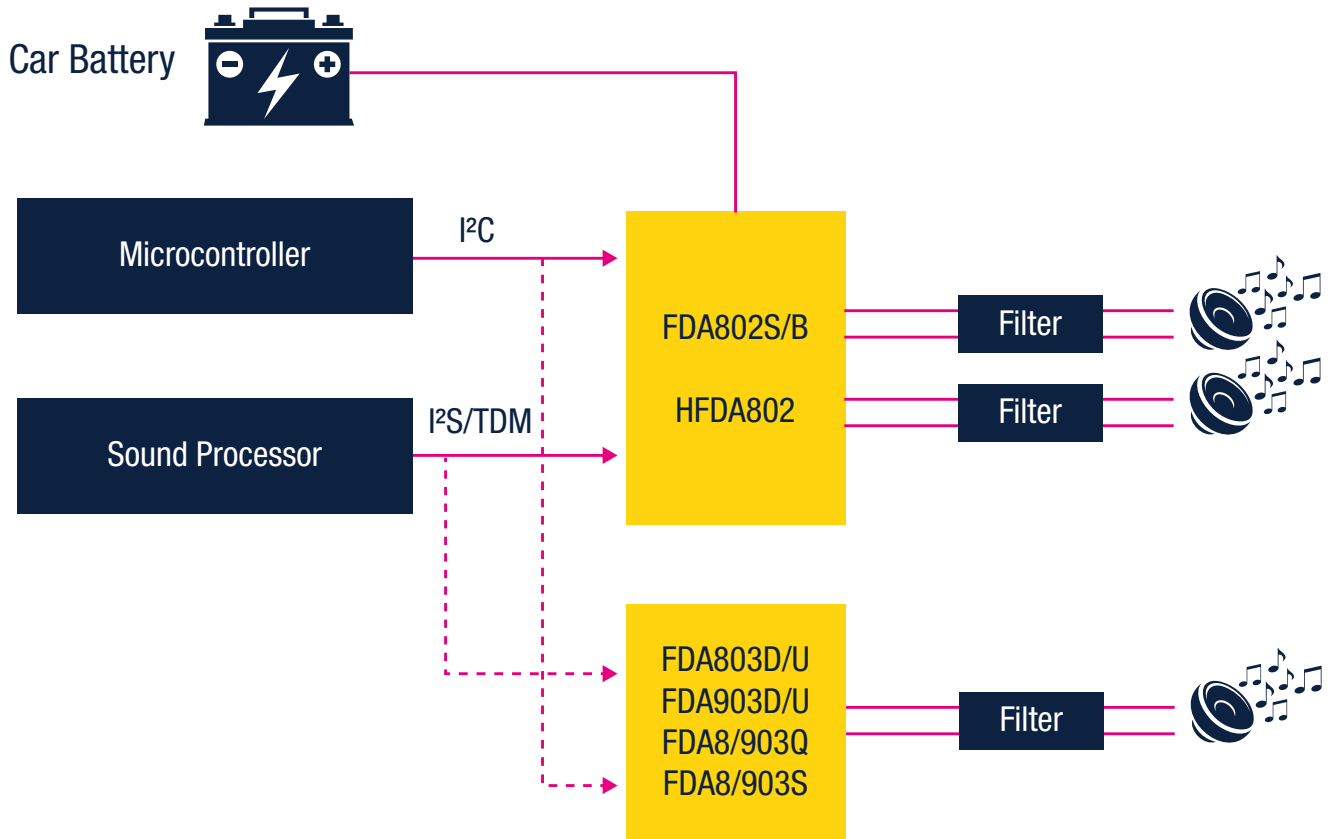 Car Battery
Microcontroller
I²C
Sound Processor
I²S/TDM
FDA802S/B
HFDA802
Filter
Filter
FDA803D/U
FDA903D/U
FDA8/903Q
FDA8/903S
Filter